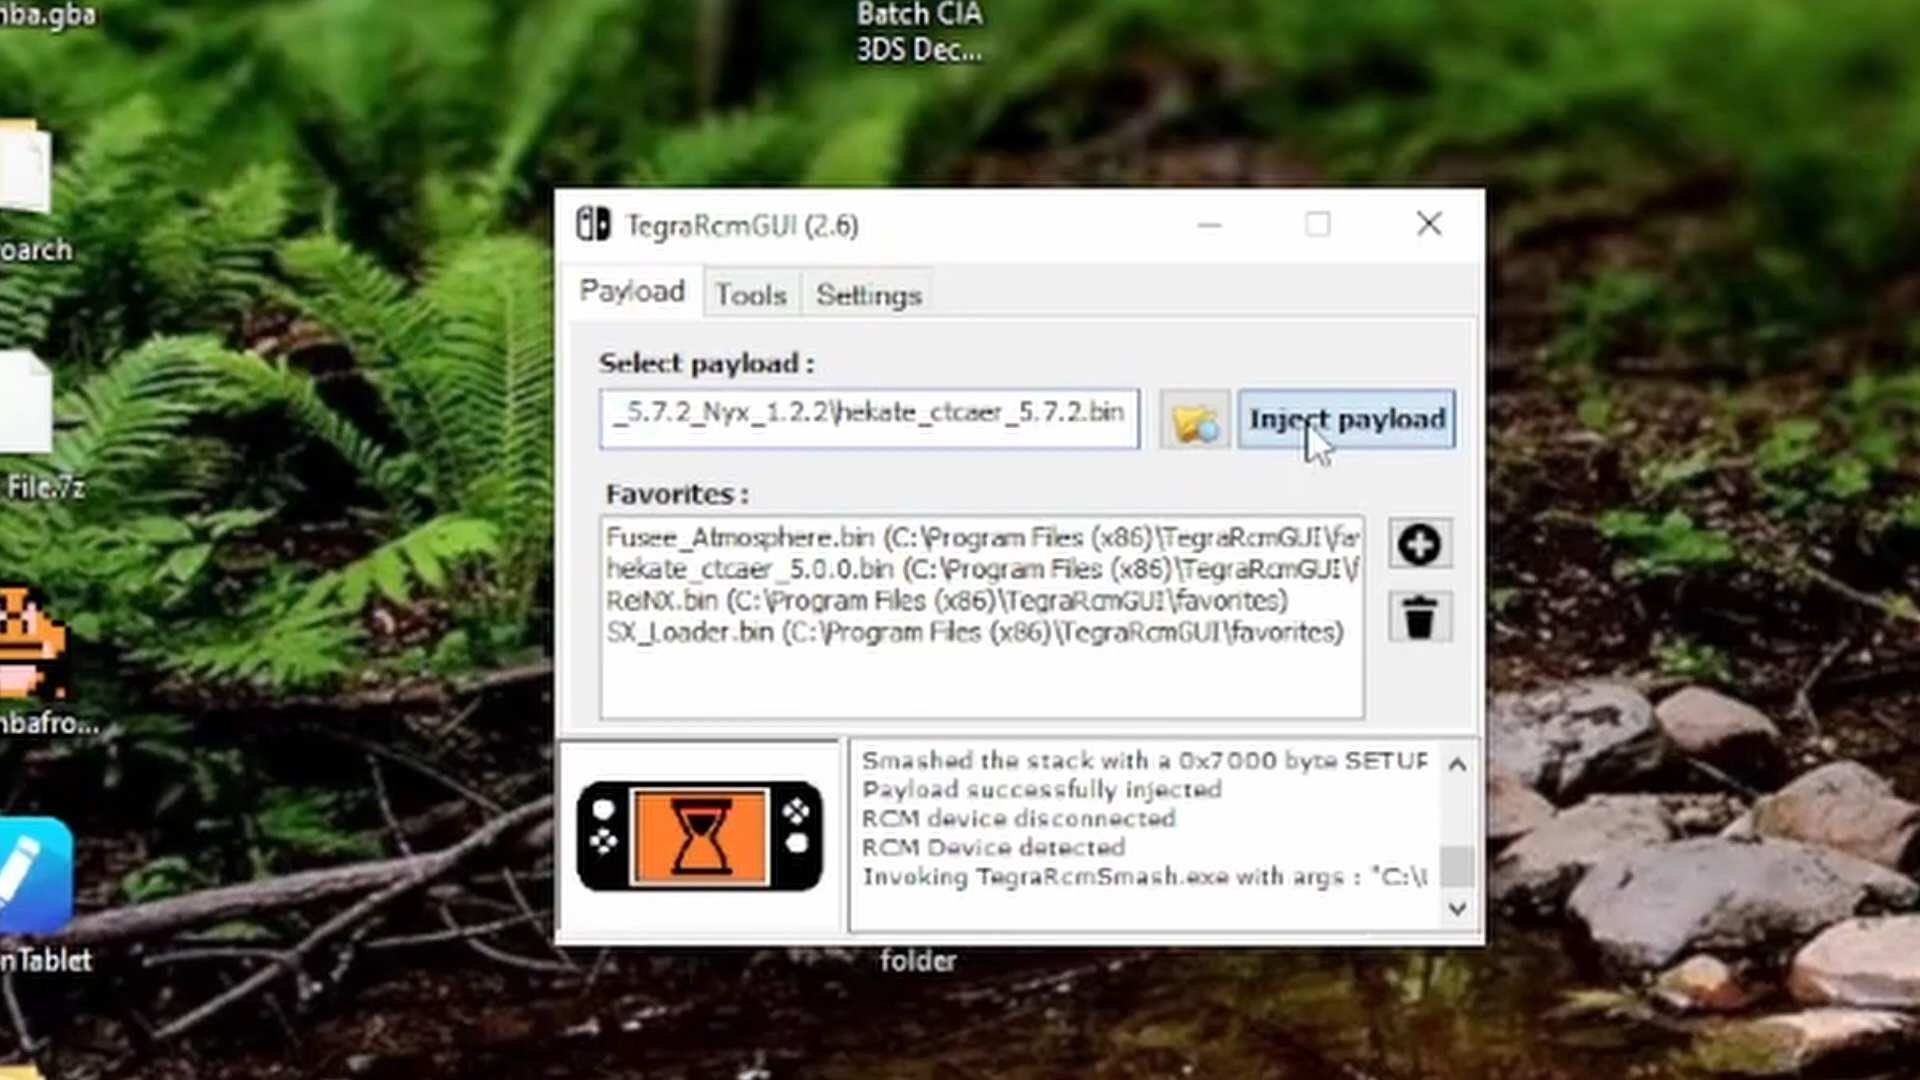 mba.gba
Batch CIA
3DS Dec...
oarch
File.7z
mbafro...
nTablet
TegraRcmGUI (2.6)
Payload
Tools
Settings
Select payload :
_5.7.2_Nyx_1.2.2\hekate_ctcaer_5.7.2.bin
Inject payload
Favorites :
Fusee_Atmosphere.bin (C:\Program Files (x86)\TegraRcmGUI\fav
hekate_ctcaer_5.0.0.bin (C:\Program Files (x86)\TegraRcmGUI\f
ReiNX.bin (C:\Program Files (x86)\TegraRcmGUI\favorites)
SX_Loader.bin (C:\Program Files (x86)\TegraRcmGUI\favorites)
Smashed the stack with a 0x7000 byte SETUP
Payload successfully injected
RCM device disconnected
RCM Device detected
Invoking TegraRcmSmash.exe with args : "C:\U
folder